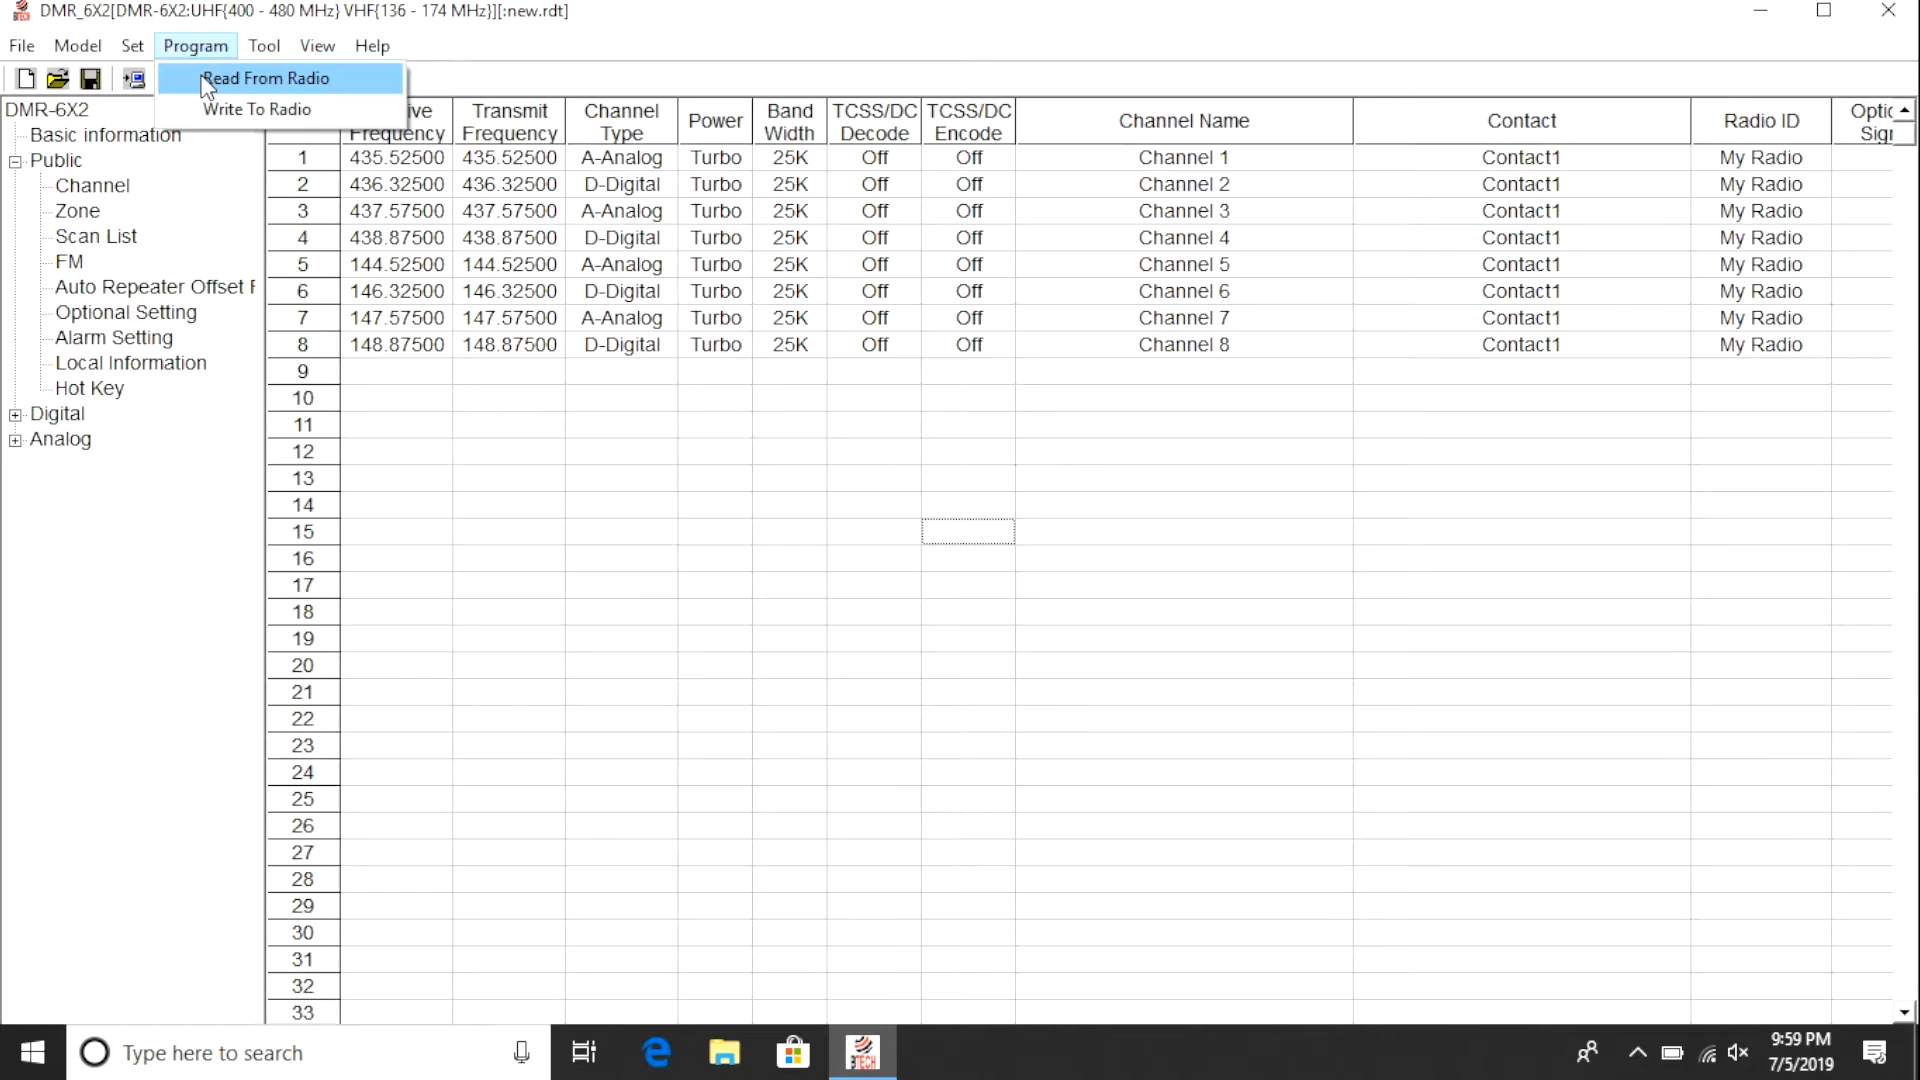 DMR_6X2[DMR-6X2:UHF{400 - 480 MHz} VHF{136 - 174 MHz}][:new.rdt]
File Model Set Program Tool View Help
Read From Radio
Write To Radio
DMR-6X2
Basic information
Public
Channel
Zone
Scan List
FM
Auto Repeater Offset F
Optional Setting
Alarm Setting
Local Information
Hot Key
Digital
Analog
ive Frequency Transmit Frequency Channel Type Power Band Width TCSS/DC Decode TCSS/DC Encode Channel Name Contact Radio ID Optio Sigr
1 435.52500 435.52500 A-Analog Turbo 25K Off Off Channel 1 Contact1 My Radio
2 436.32500 436.32500 D-Digital Turbo 25K Off Off Channel 2 Contact1 My Radio
3 437.57500 437.57500 A-Analog Turbo 25K Off Off Channel 3 Contact1 My Radio
4 438.87500 438.87500 D-Digital Turbo 25K Off Off Channel 4 Contact1 My Radio
5 144.52500 144.52500 A-Analog Turbo 25K Off Off Channel 5 Contact1 My Radio
6 146.32500 146.32500 D-Digital Turbo 25K Off Off Channel 6 Contact1 My Radio
7 147.57500 147.57500 A-Analog Turbo 25K Off Off Channel 7 Contact1 My Radio
8 148.87500 148.87500 D-Digital Turbo 25K Off Off Channel 8 Contact1 My Radio
9
10
11
12
13
14
15
16
17
18
19
20
21
22
23
24
25
26
27
28
29
30
31
32
33
Type here to search
BTECH
9:59 PM
7/5/2019